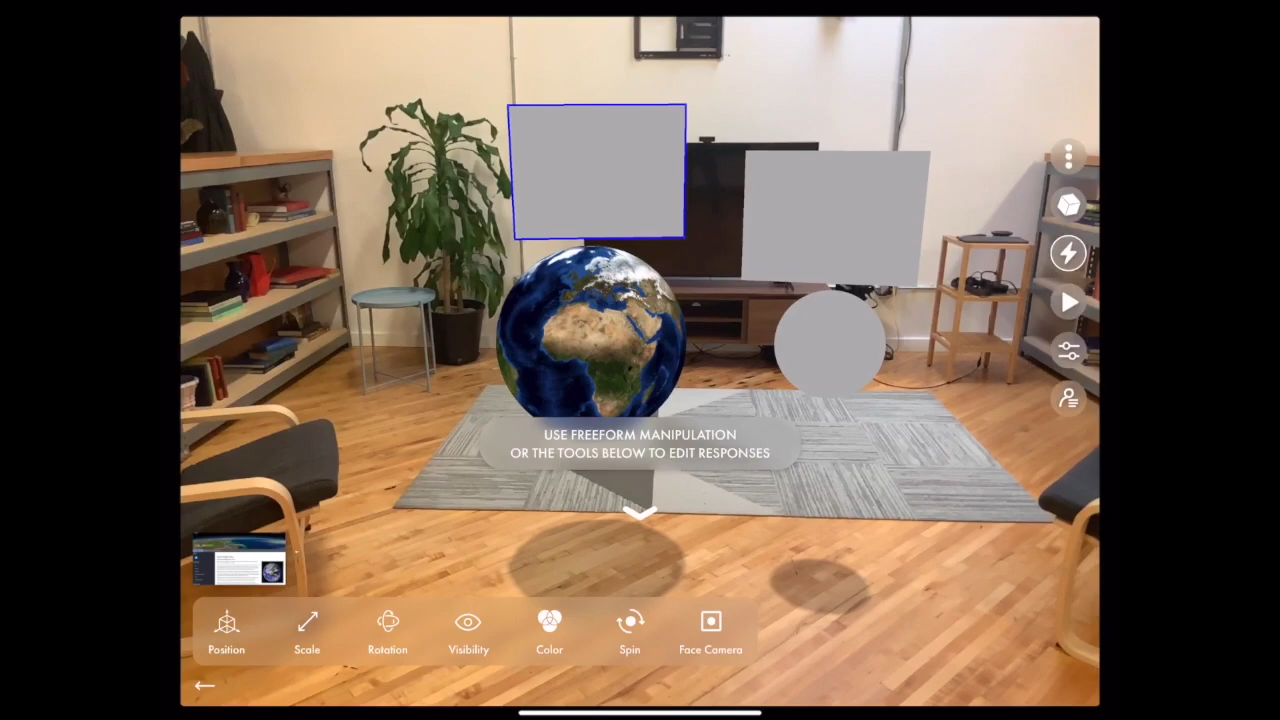 USE FREEFORM MANIPULATION
OR THE TOOLS BELOW TO EDIT RESPONSES
Position
Scale
Rotation
Visibility
Color
Spin
Face Camera